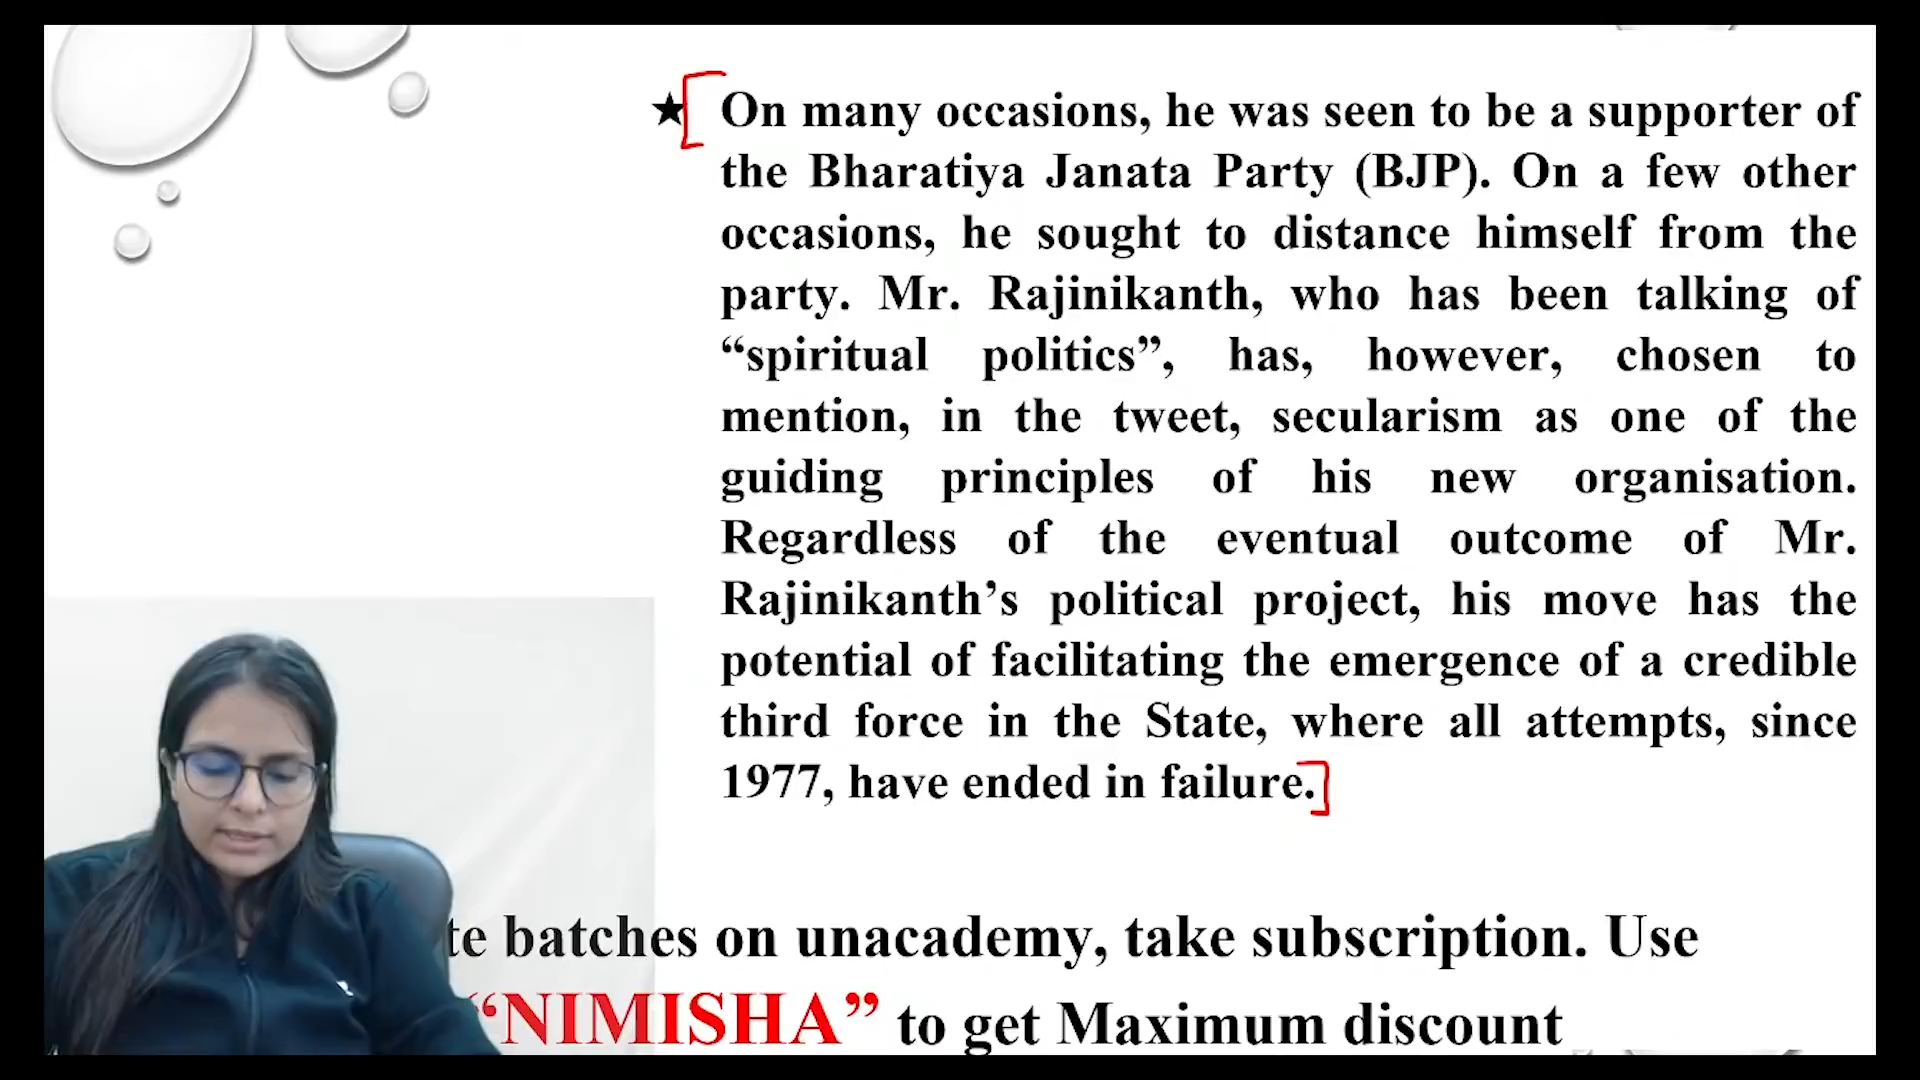 ★ On many occasions, he was seen to be a supporter of
the Bharatiya Janata Party (BJP). On a few other
occasions, he sought to distance himself from the
party. Mr. Rajinikanth, who has been talking of
“spiritual politics”, has, however, chosen to
mention, in the tweet, secularism as one of the
guiding principles of his new organisation.
Regardless of the eventual outcome of Mr.
Rajinikanth’s political project, his move has the
potential of facilitating the emergence of a credible
third force in the State, where all attempts, since
1977, have ended in failure.
te batches on unacademy, take subscription. Use
“NIMISHA” to get Maximum discount